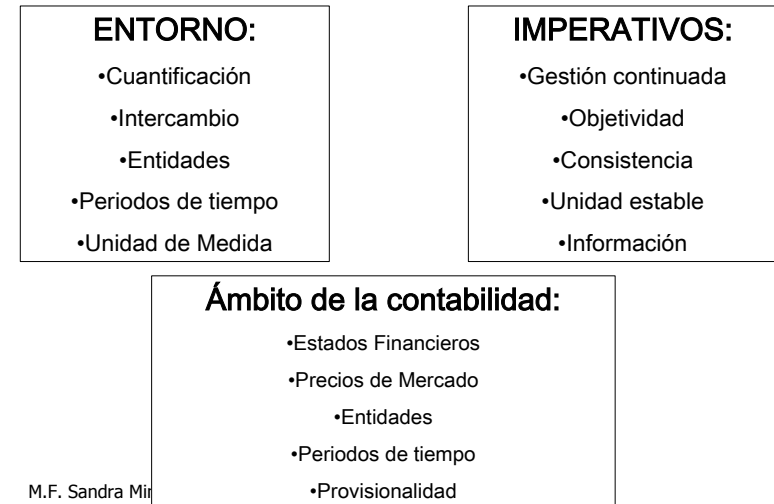 ENTORNO:
•Cuantificación
•Intercambio
•Entidades
•Periodos de tiempo
•Unidad de Medida
IMPERATIVOS:
•Gestión continuada
•Objetividad
•Consistencia
•Unidad estable
•Información
Ámbito de la contabilidad:
•Estados Financieros
•Precios de Mercado
•Entidades
•Periodos de tiempo
•Provisionalidad
M.F. Sandra